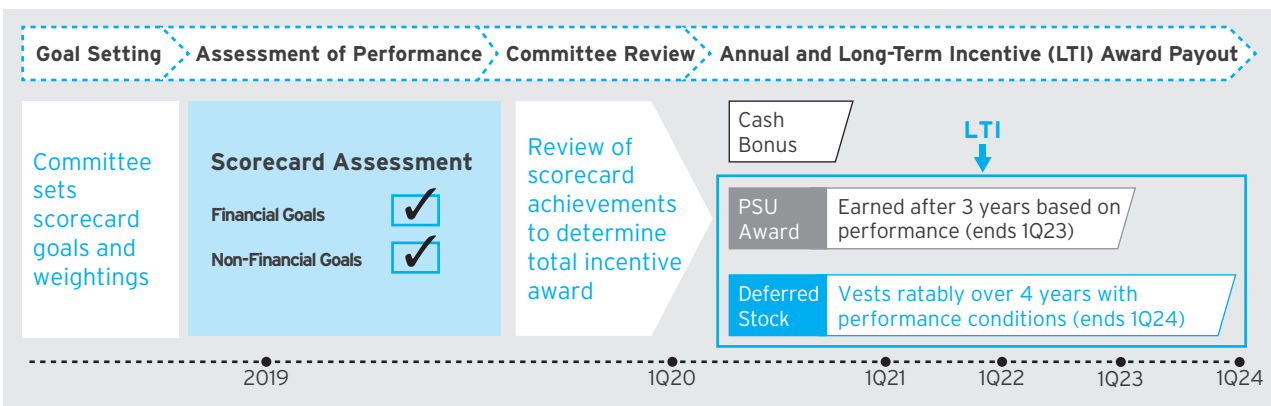 Goal Setting
Assessment of Performance
Committee Review
Annual and Long-Term Incentive (LTI) Award Payout
Committee
sets
scorecard
goals and
weightings
Scorecard Assessment
Financial Goals
Non-Financial Goals
Review of
scorecard
achievements
to determine
total incentive
award
Cash
Bonus
LTI
PSU
Award
Earned after 3 years based on
performance (ends 1Q23)
Deferred
Stock
Vests ratably over 4 years with
performance conditions (ends 1Q24)
2019
1Q20
1Q21
1Q22
1Q23
1Q24